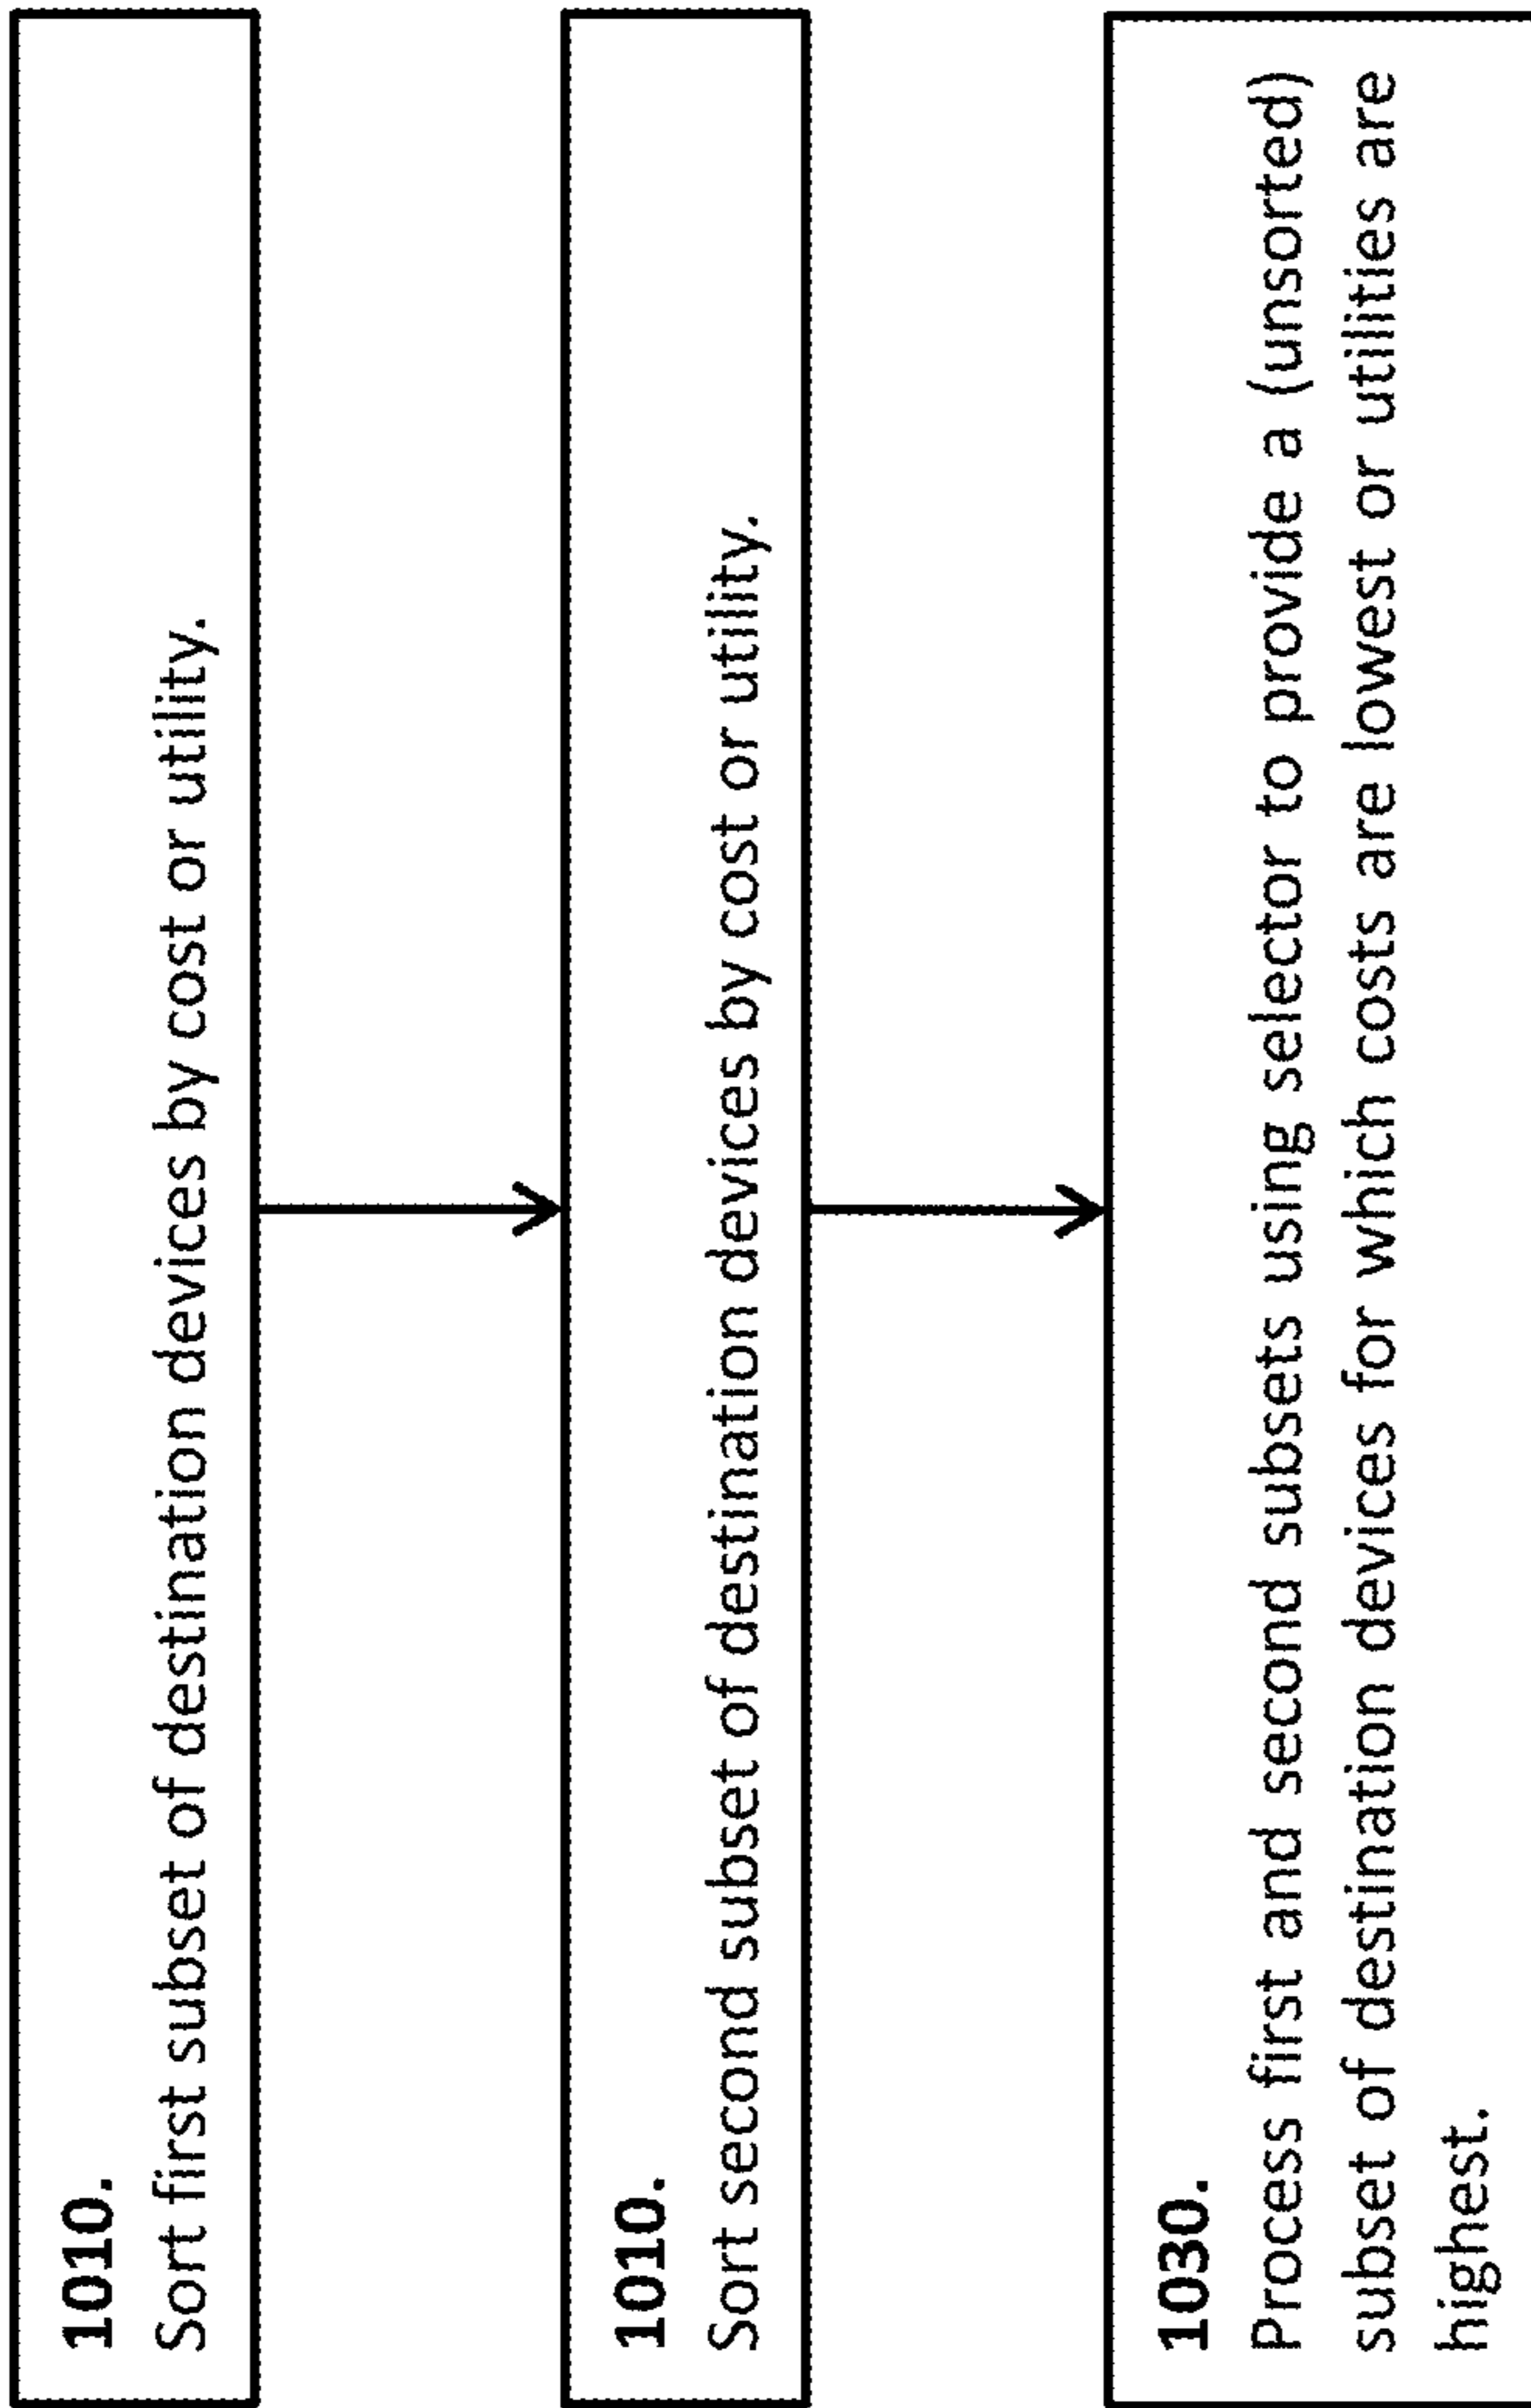 1010.
Sort first subset of destination devices by cost or utility.
1010.
Sort second subset of destination devices by cost or utility.
1030.
Process first and second subsets using selector to provide a (unsorted)
subset of destination devices for which costs are lowest or utilities are
highest.